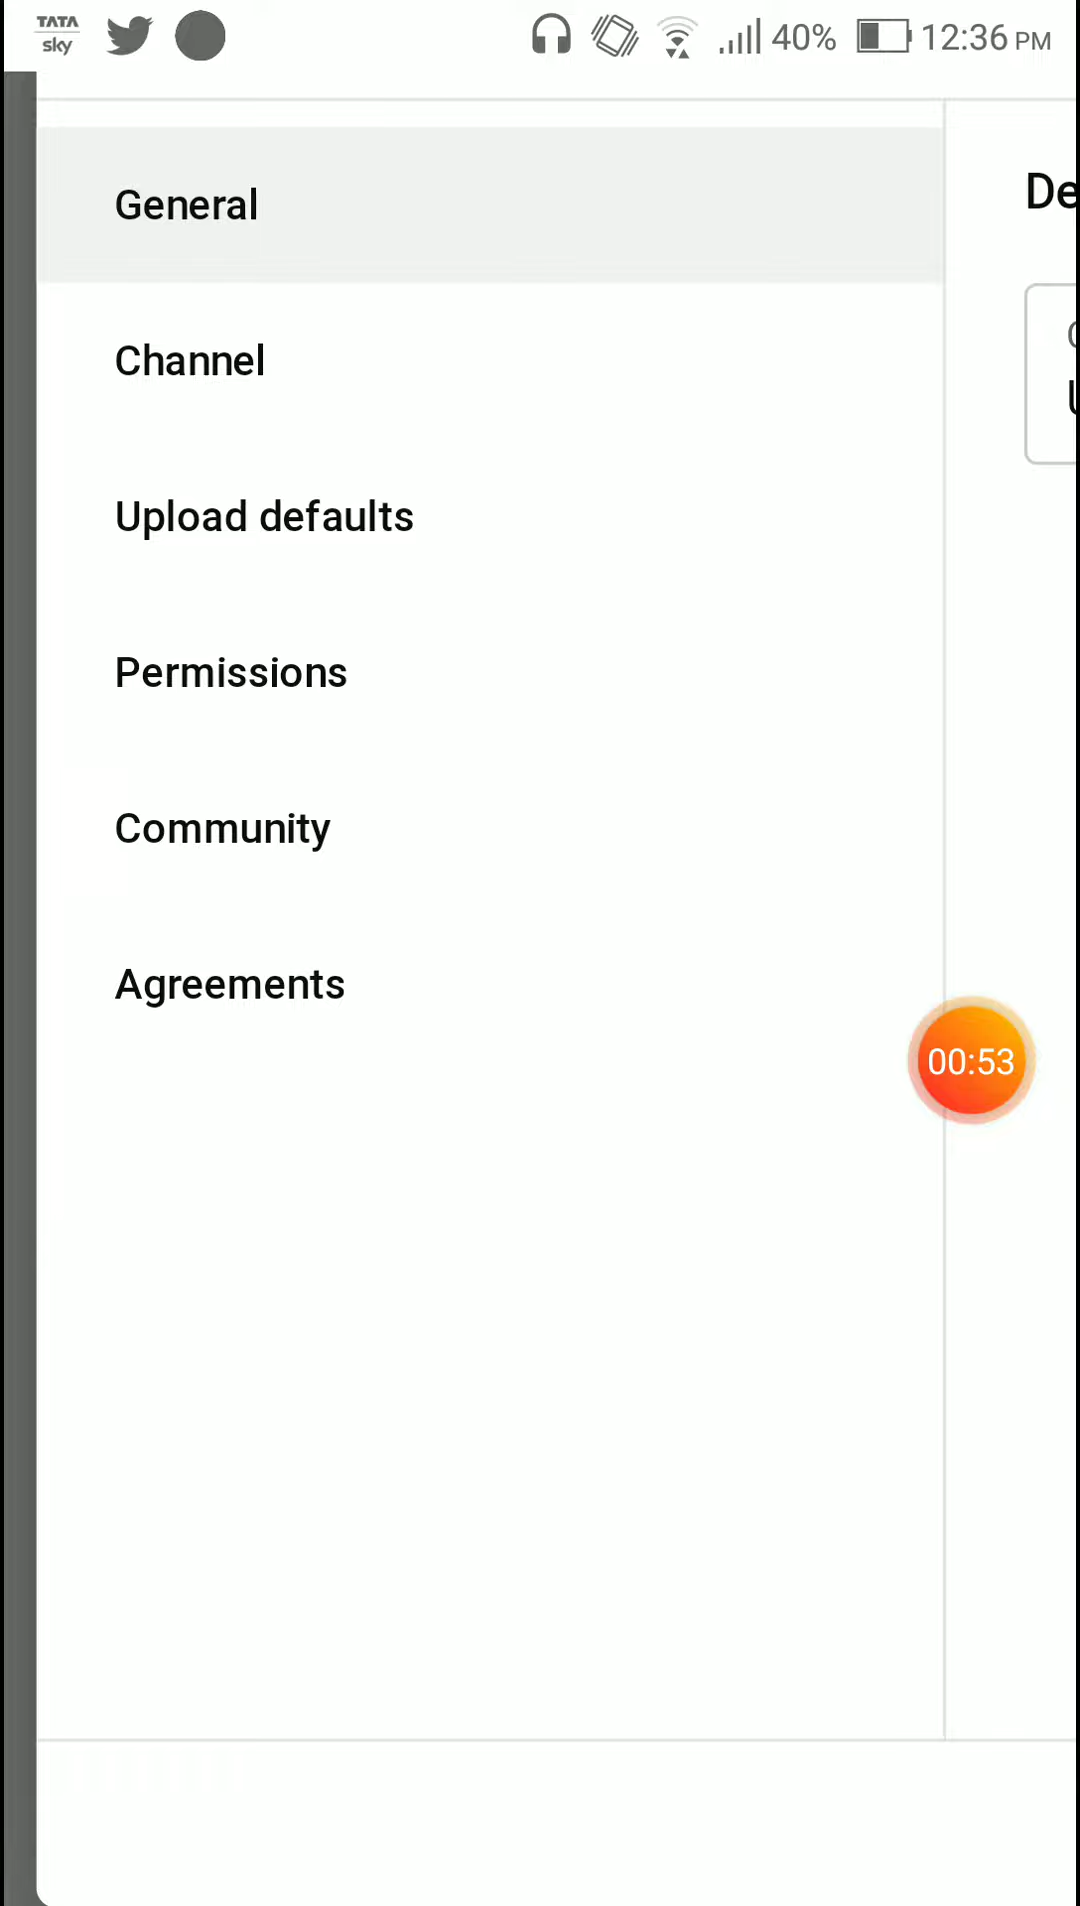 TATA
sky
40%
12:36 PM
General
De
Channel
Upload defaults
Permissions
Community
Agreements
00:53